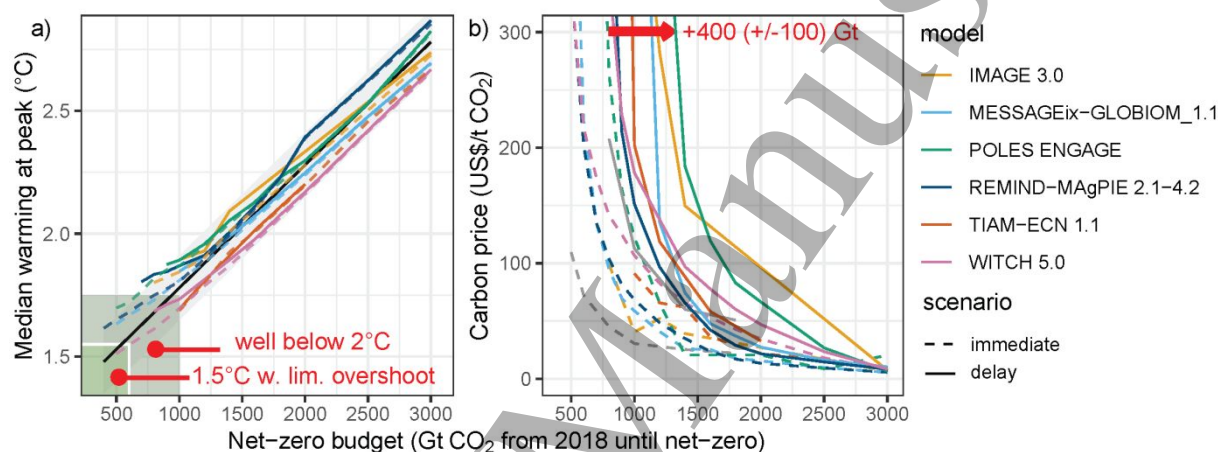 a)
Median warming at peak (°C)
2.5
2.0
1.5
well below 2°C
1.5°C w. lim. overshoot
500 1000 1500 2000 2500 3000
b)
Carbon price (US$/t CO₂)
300
200
100
0
+400 (+/-100) Gt
500 1000 1500 2000 2500 3000
Net−zero budget (Gt CO₂ from 2018 until net−zero)
model
IMAGE 3.0
MESSAGEix−GLOBIOM_1.1
POLES ENGAGE
REMIND−MAgPIE 2.1−4.2
TIAM−ECN 1.1
WITCH 5.0
scenario
immediate
delay
Manus